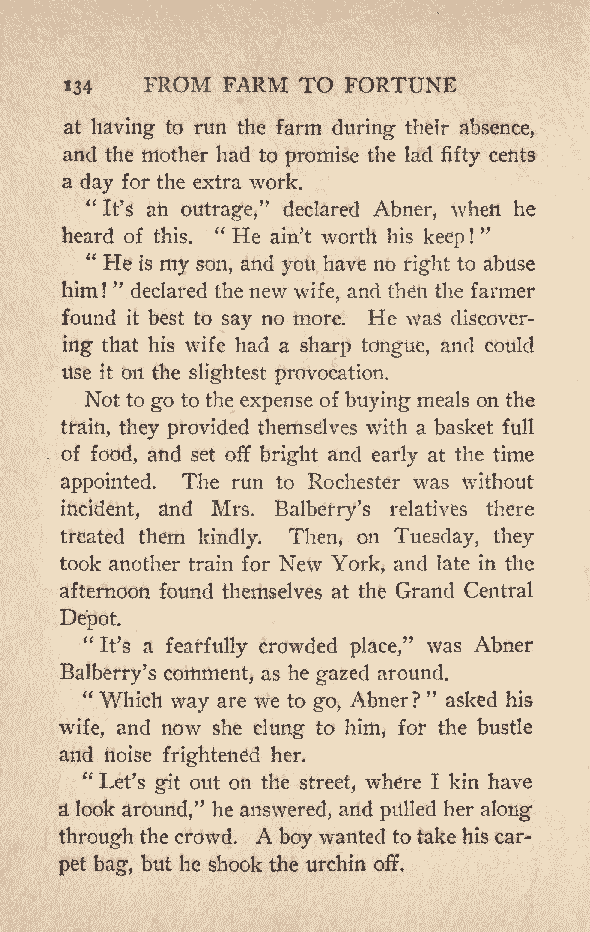 134 FROM FARM TO FORTUNE
at having to run the farm during their absence,
and the mother had to promise the lad fifty cents
a day for the extra work.
“It’s an outrage,” declared Abner, when he
heard of this. “He ain’t worth his keep!”
“He is my son, and you have no right to abuse
him!” declared the new wife, and then the farmer
found it best to say no more. He was discover-
ing that his wife had a sharp tongue, and could
use it on the slightest provocation.
Not to go to the expense of buying meals on the
train, they provided themselves with a basket full
of food, and set off bright and early at the time
appointed. The run to Rochester was without
incident, and Mrs. Balberry’s relatives there
treated them kindly. Then, on Tuesday, they
took another train for New York, and late in the
afternoon found themselves at the Grand Central
Depot.
“It’s a fearfully crowded place,” was Abner
Balberry’s comment, as he gazed around.
“Which way are we to go, Abner?” asked his
wife, and now she clung to him, for the bustle
and noise frightened her.
“Let’s git out on the street, where I kin have
a look around,” he answered, and pulled her along
through the crowd. A boy wanted to take his car-
pet bag, but he shook the urchin off.